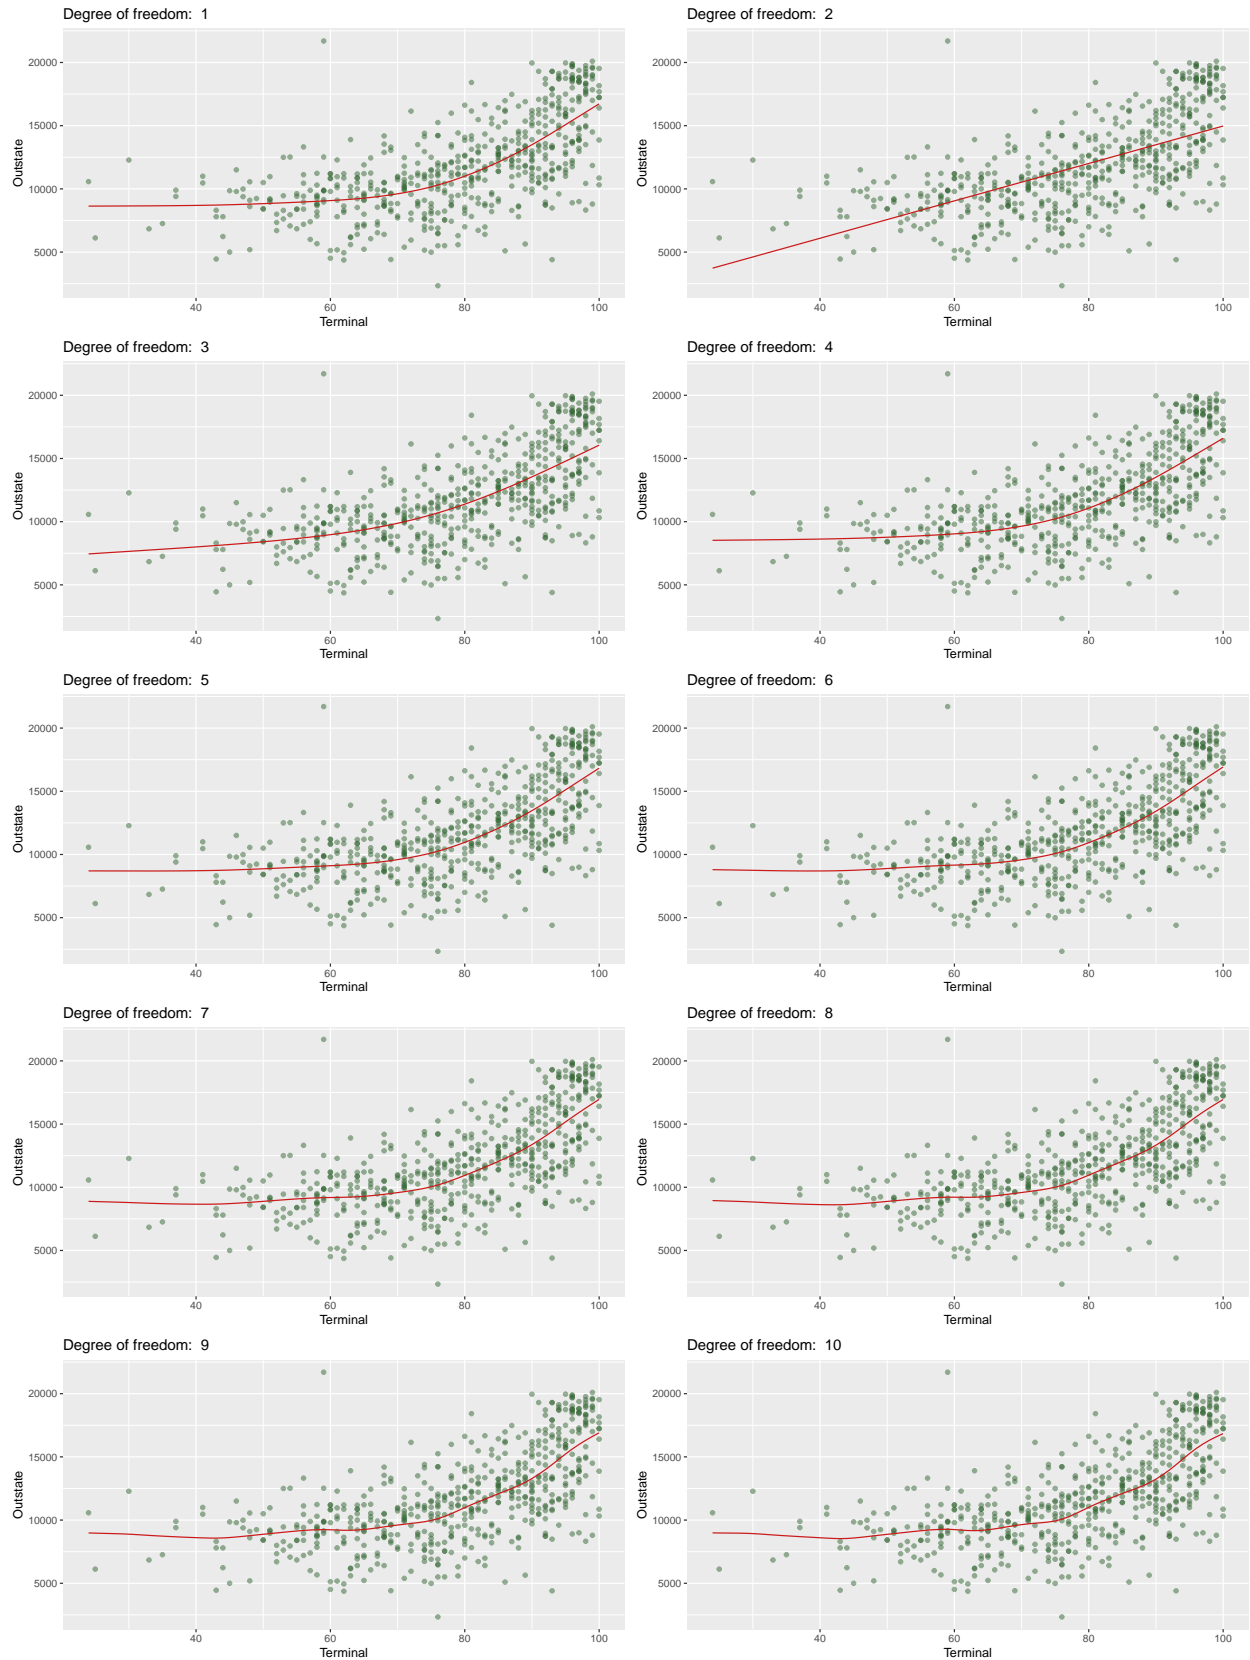 Degree of freedom:  1
Outstate
20000
15000
10000
5000
40 60 80 100
Terminal
Degree of freedom:  2
Outstate
20000
15000
10000
5000
40 60 80 100
Terminal
Degree of freedom:  3
Outstate
20000
15000
10000
5000
40 60 80 100
Terminal
Degree of freedom:  4
Outstate
20000
15000
10000
5000
40 60 80 100
Terminal
Degree of freedom:  5
Outstate
20000
15000
10000
5000
40 60 80 100
Terminal
Degree of freedom:  6
Outstate
20000
15000
10000
5000
40 60 80 100
Terminal
Degree of freedom:  7
Outstate
20000
15000
10000
5000
40 60 80 100
Terminal
Degree of freedom:  8
Outstate
20000
15000
10000
5000
40 60 80 100
Terminal
Degree of freedom:  9
Outstate
20000
15000
10000
5000
40 60 80 100
Terminal
Degree of freedom:  10
Outstate
20000
15000
10000
5000
40 60 80 100
Terminal